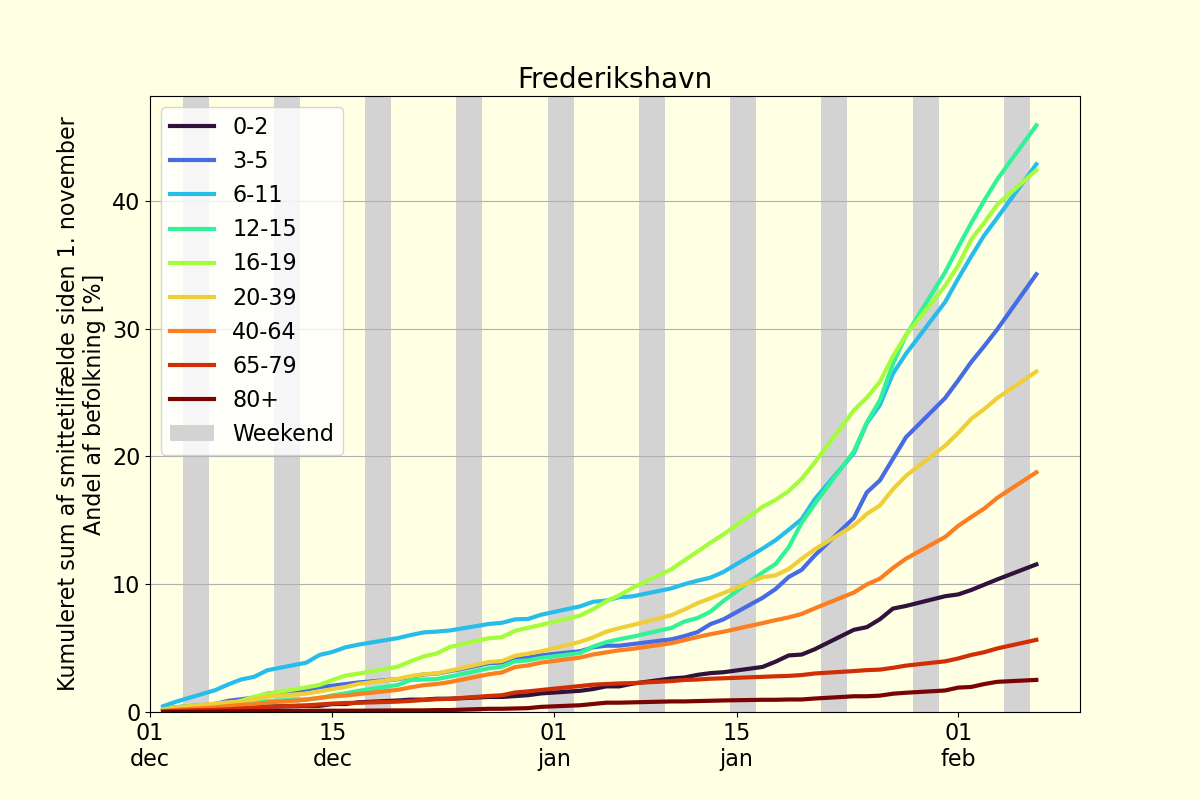 Frederikshavn
Kumuleret sum af smittetilfælde siden 1. november
Andel af befolkning [%]
0-2
3-5
6-11
12-15
16-19
20-39
40-64
65-79
80+
Weekend
40
30
20
10
0
01
dec
15
dec
01
jan
15
jan
01
feb